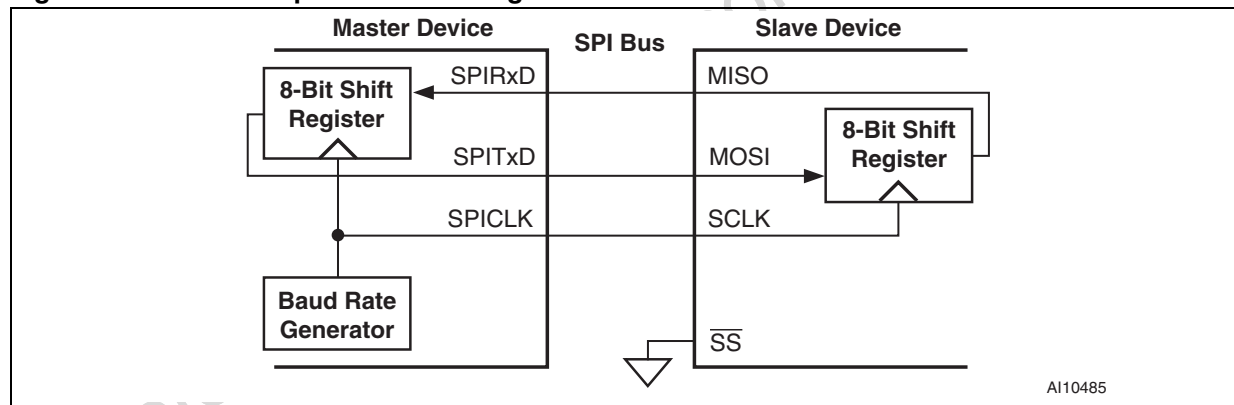 Master Device
SPI Bus
Slave Device
8-Bit Shift
Register
SPIRxD
MISO
8-Bit Shift
Register
SPITxD
MOSI
SPICLK
SCLK
Baud Rate
Generator
SS
AI10485